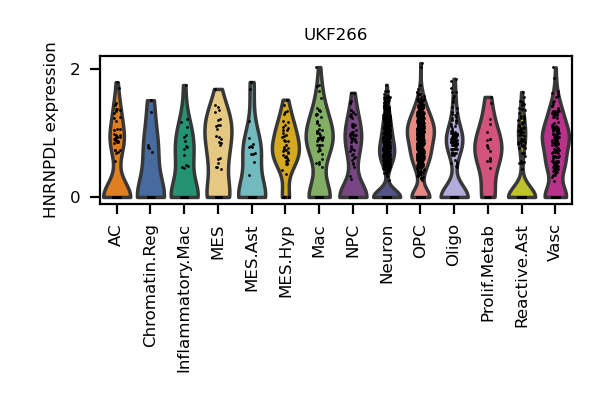 UKF266
HNRNPDL expression
2
0
AC
Chromatin.Reg
Inflammatory.Mac
MES
MES.Ast
MES.Hyp
Mac
NPC
Neuron
OPC
Oligo
Prolif.Metab
Reactive.Ast
Vasc